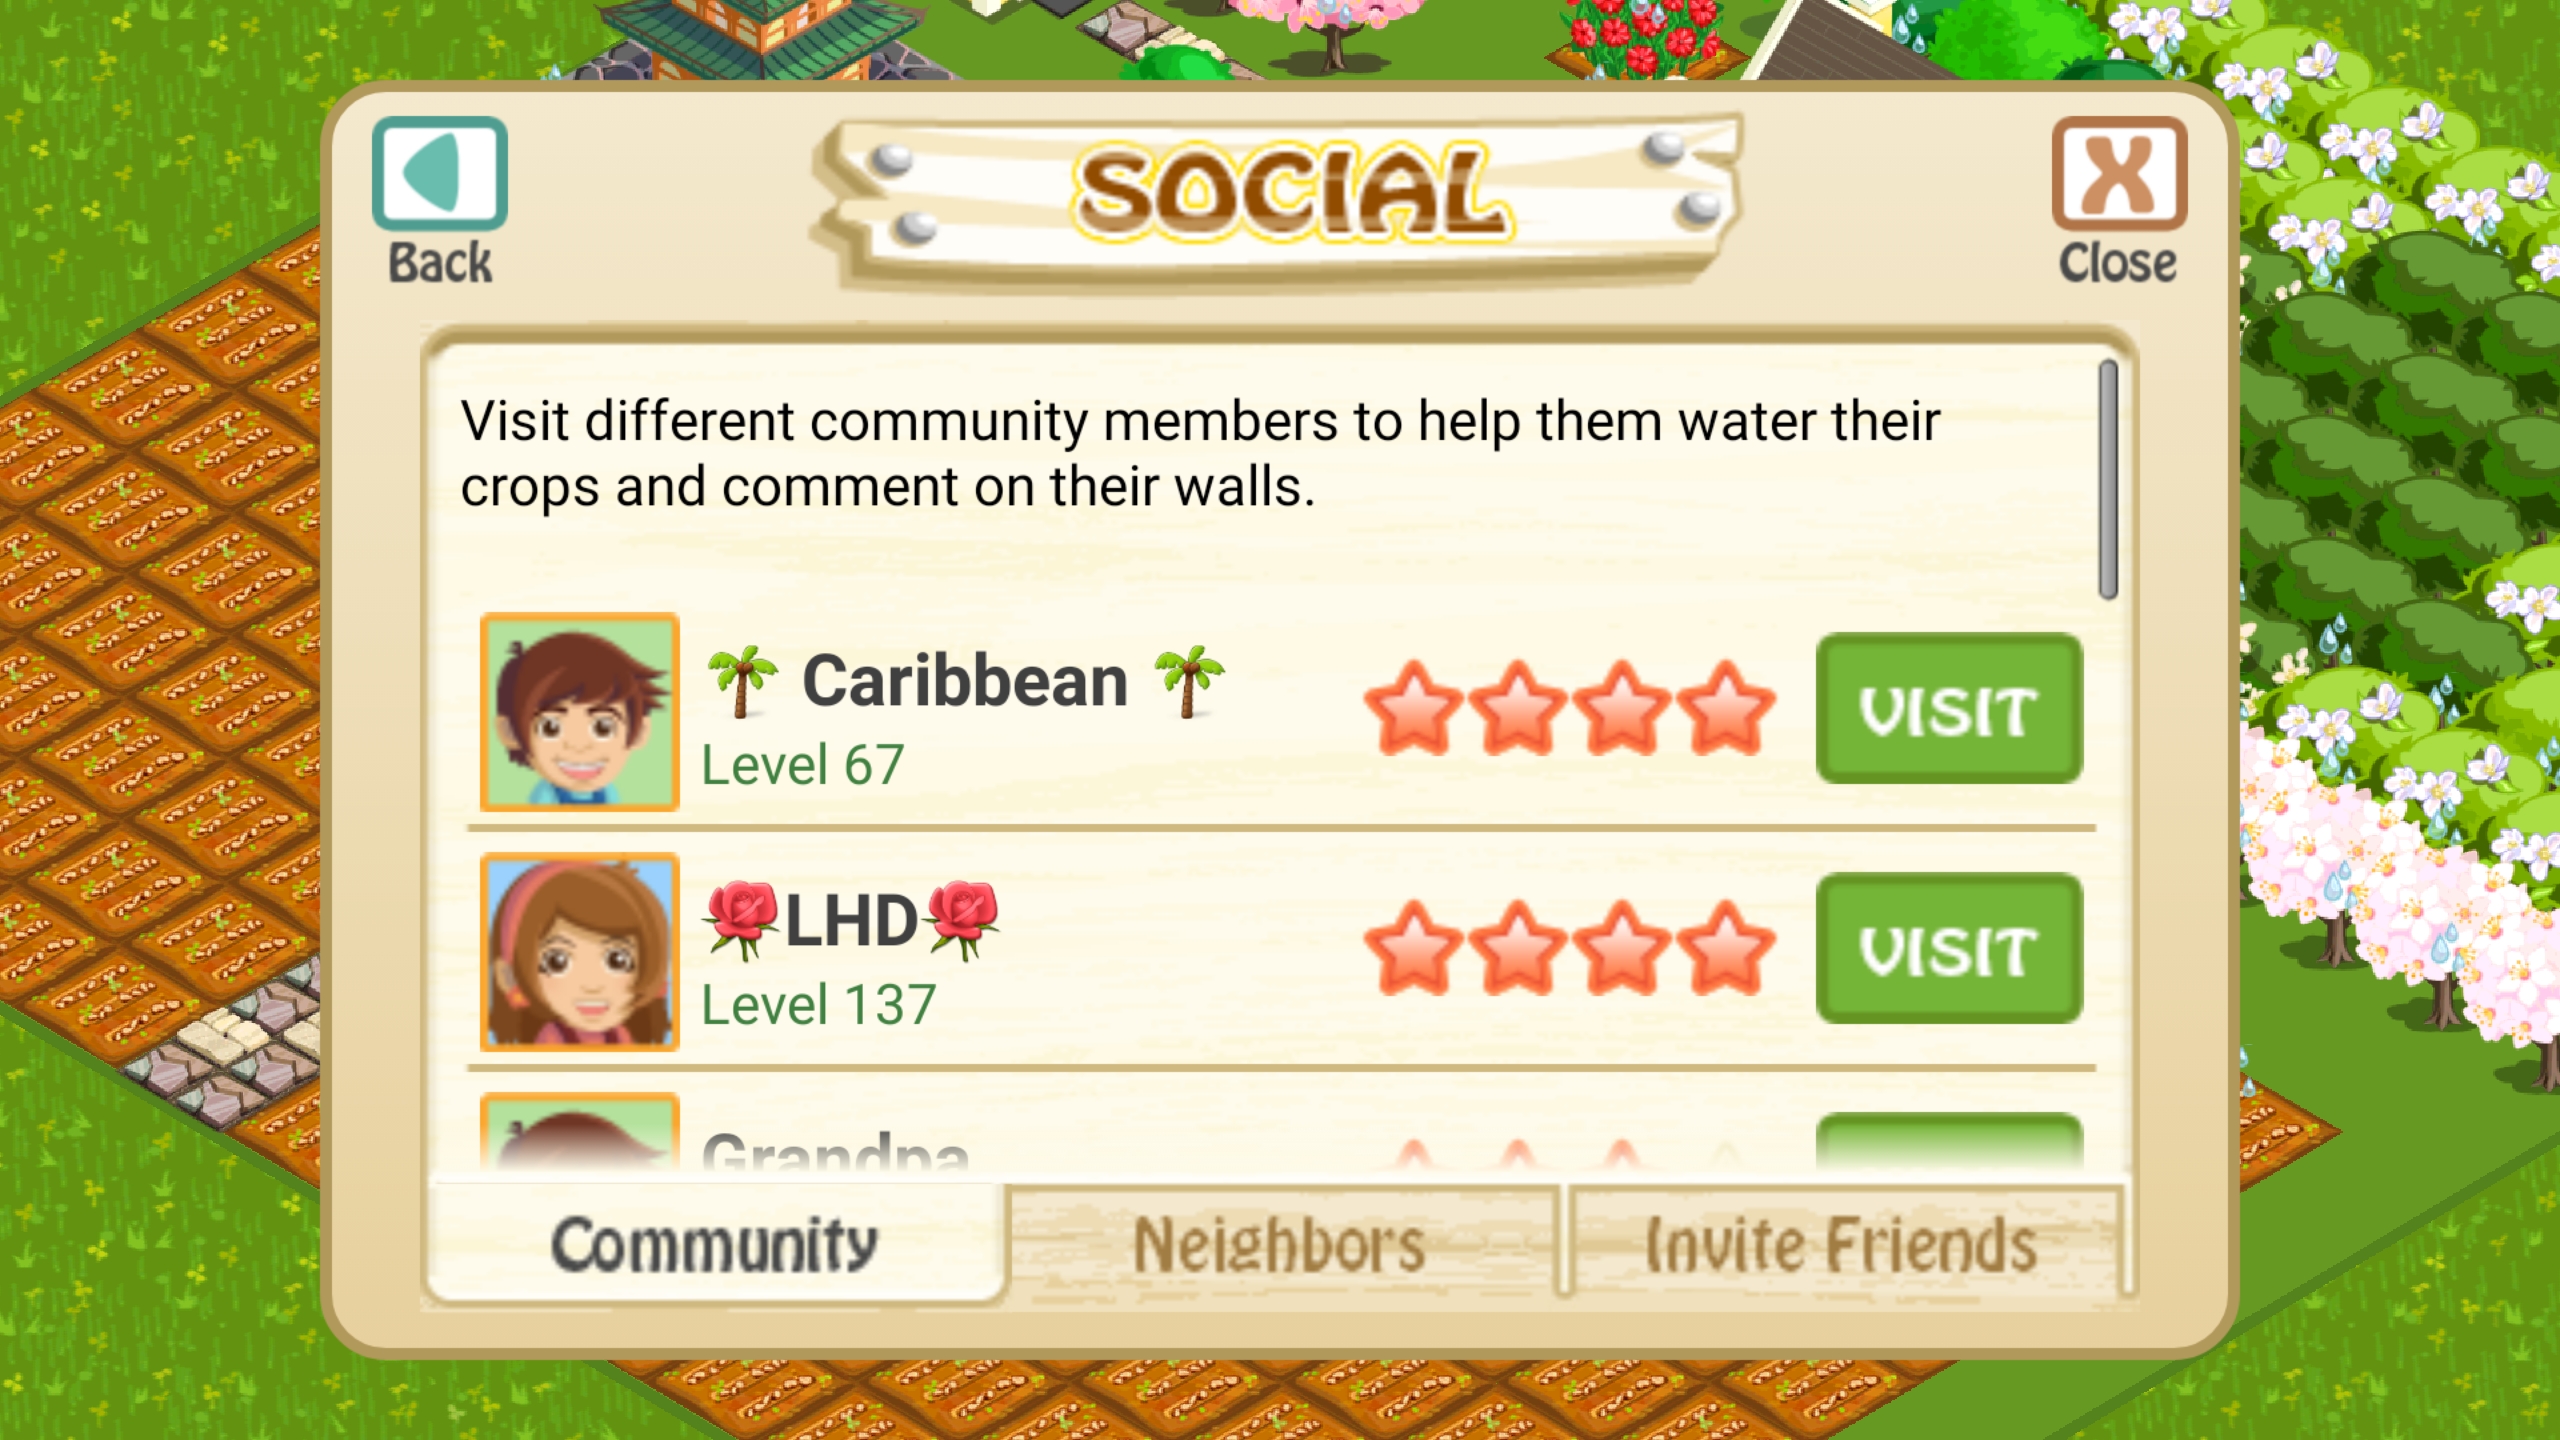 SOCIAL
Back
Close
Visit different community members to help them water their
crops and comment on their walls.
🌴 Caribbean 🌴
Level 67
VISIT
🌹LHD🌹
Level 137
VISIT
Grandpa
Community
Neighbors
Invite Friends